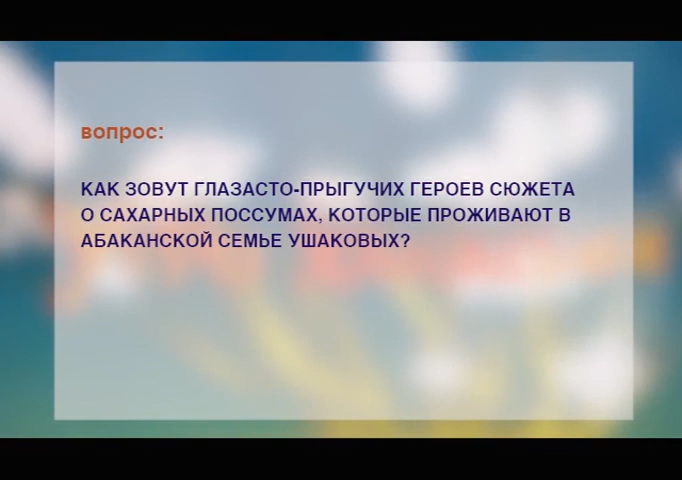 вопрос:
КАК ЗОВУТ ГЛАЗАСТО-ПРЫГУЧИХ ГЕРОЕВ СЮЖЕТА
О САХАРНЫХ ПОССУМАХ, КОТОРЫЕ ПРОЖИВАЮТ В
АБАКАНСКОЙ СЕМЬЕ УШАКОВЫХ?